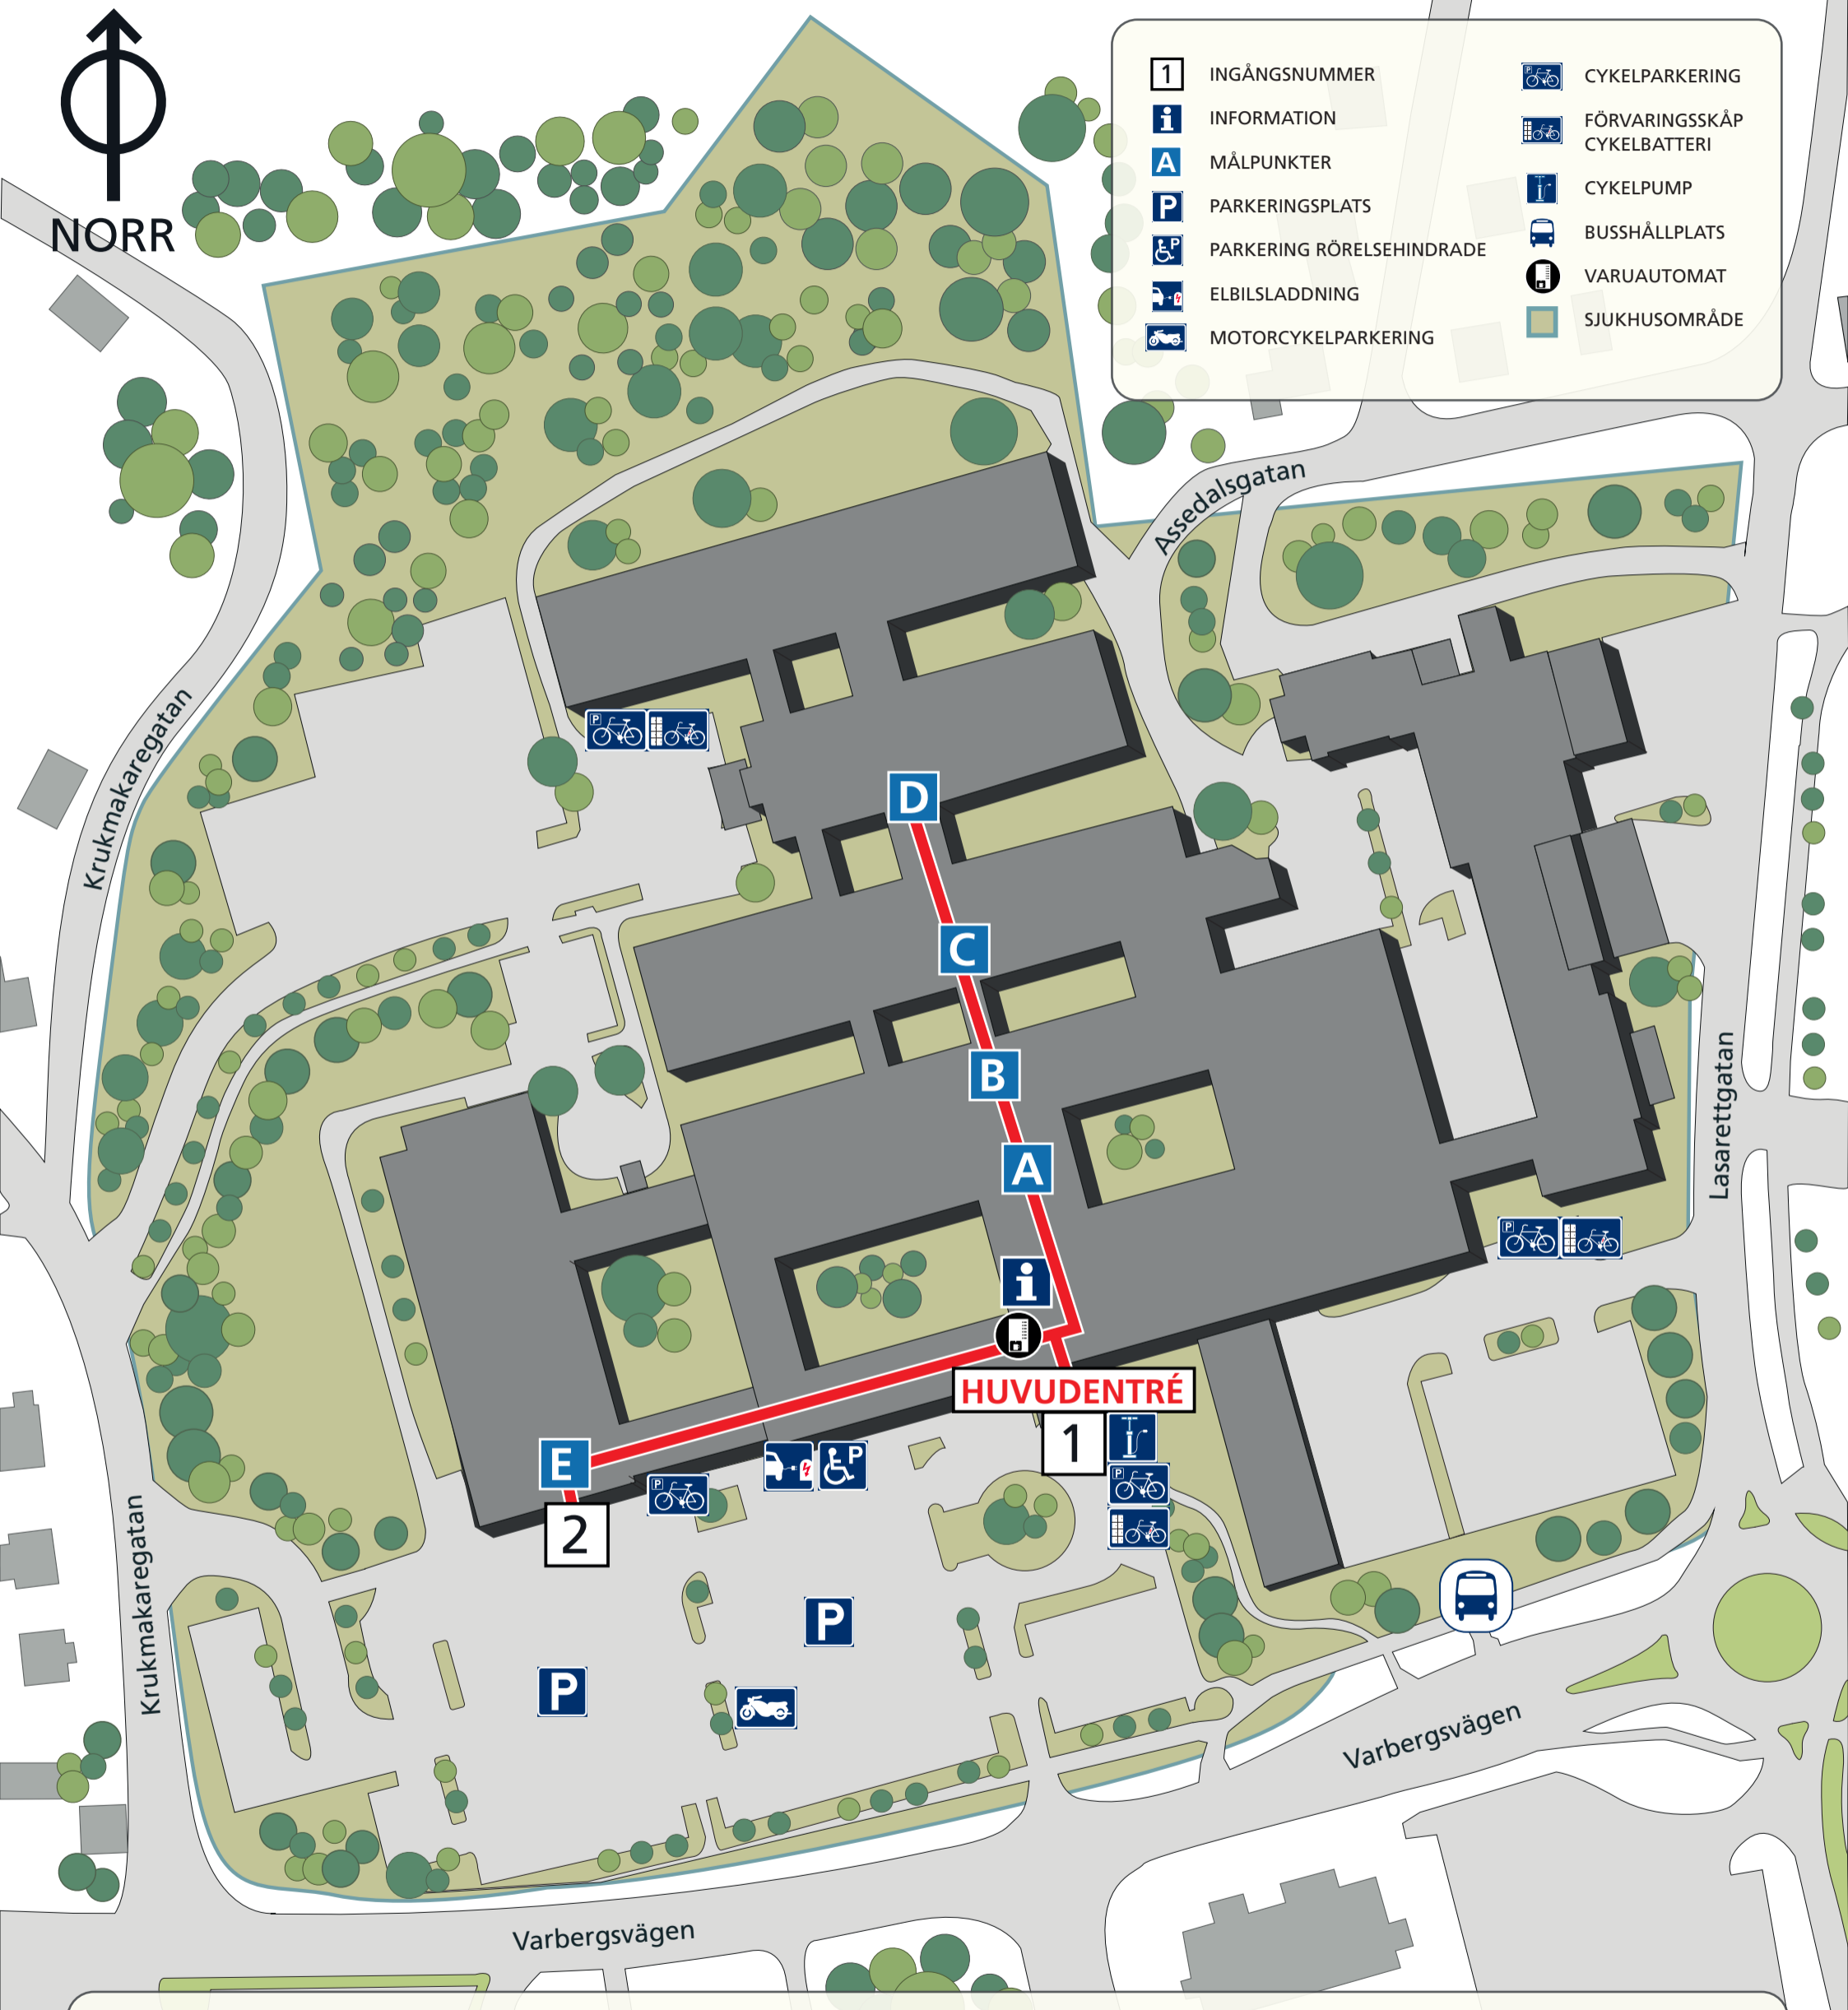 NORR
1 INGÅNGSNUMMER
i INFORMATION
A MÅLPUNKTER
P PARKERINGSPLATS
P PARKERING RÖRELSEHINDRADE
ELBILSLADDNING
MOTORCYKELPARKERING
P CYKELPARKERING
FÖRVARINGSSKÅP
CYKELBATTERI
CYKELPUMP
BUSSHÅLLPLATS
VARUAUTOMAT
SJUKHUSOMRÅDE
Assedalsgatan
Krukmakaregatan
P
D
C
B
A
Lasarettgatan
P
i
HUVUDENTRÉ
1
E
P
P
P
2
P
P
Krukmakaregatan
Varbergsvägen
Varbergsvägen